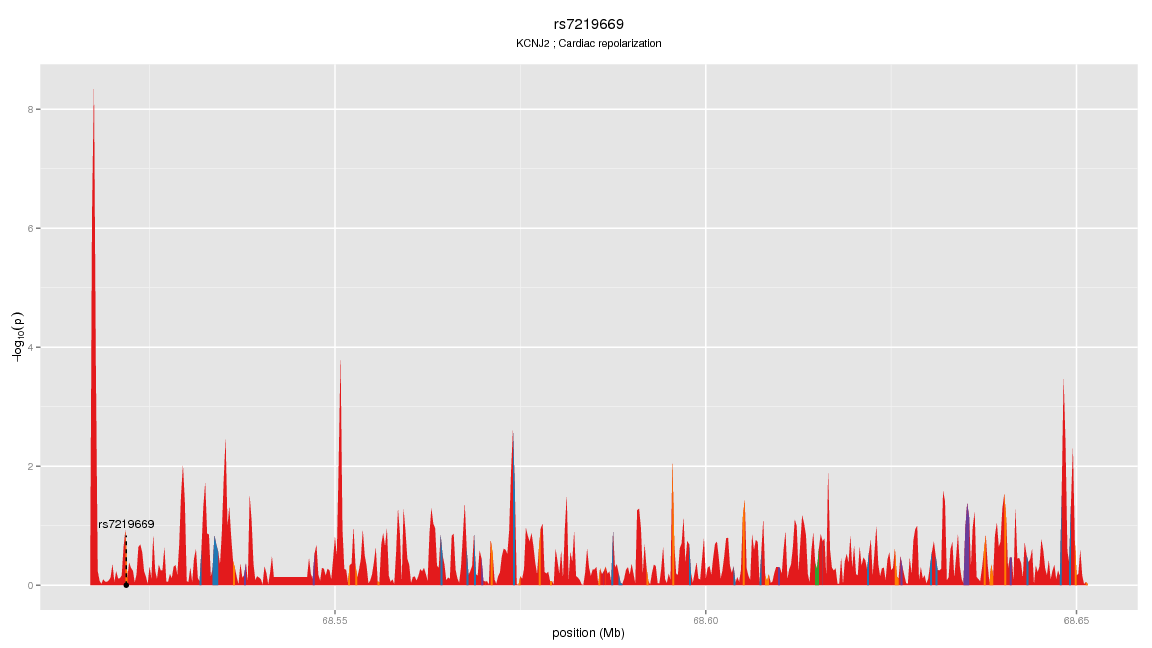 rs7219669
KCNJ2 ; Cardiac repolarization
8
6
4
2
0
−log10(p)
rs7219669
68.55
68.60
68.65
position (Mb)